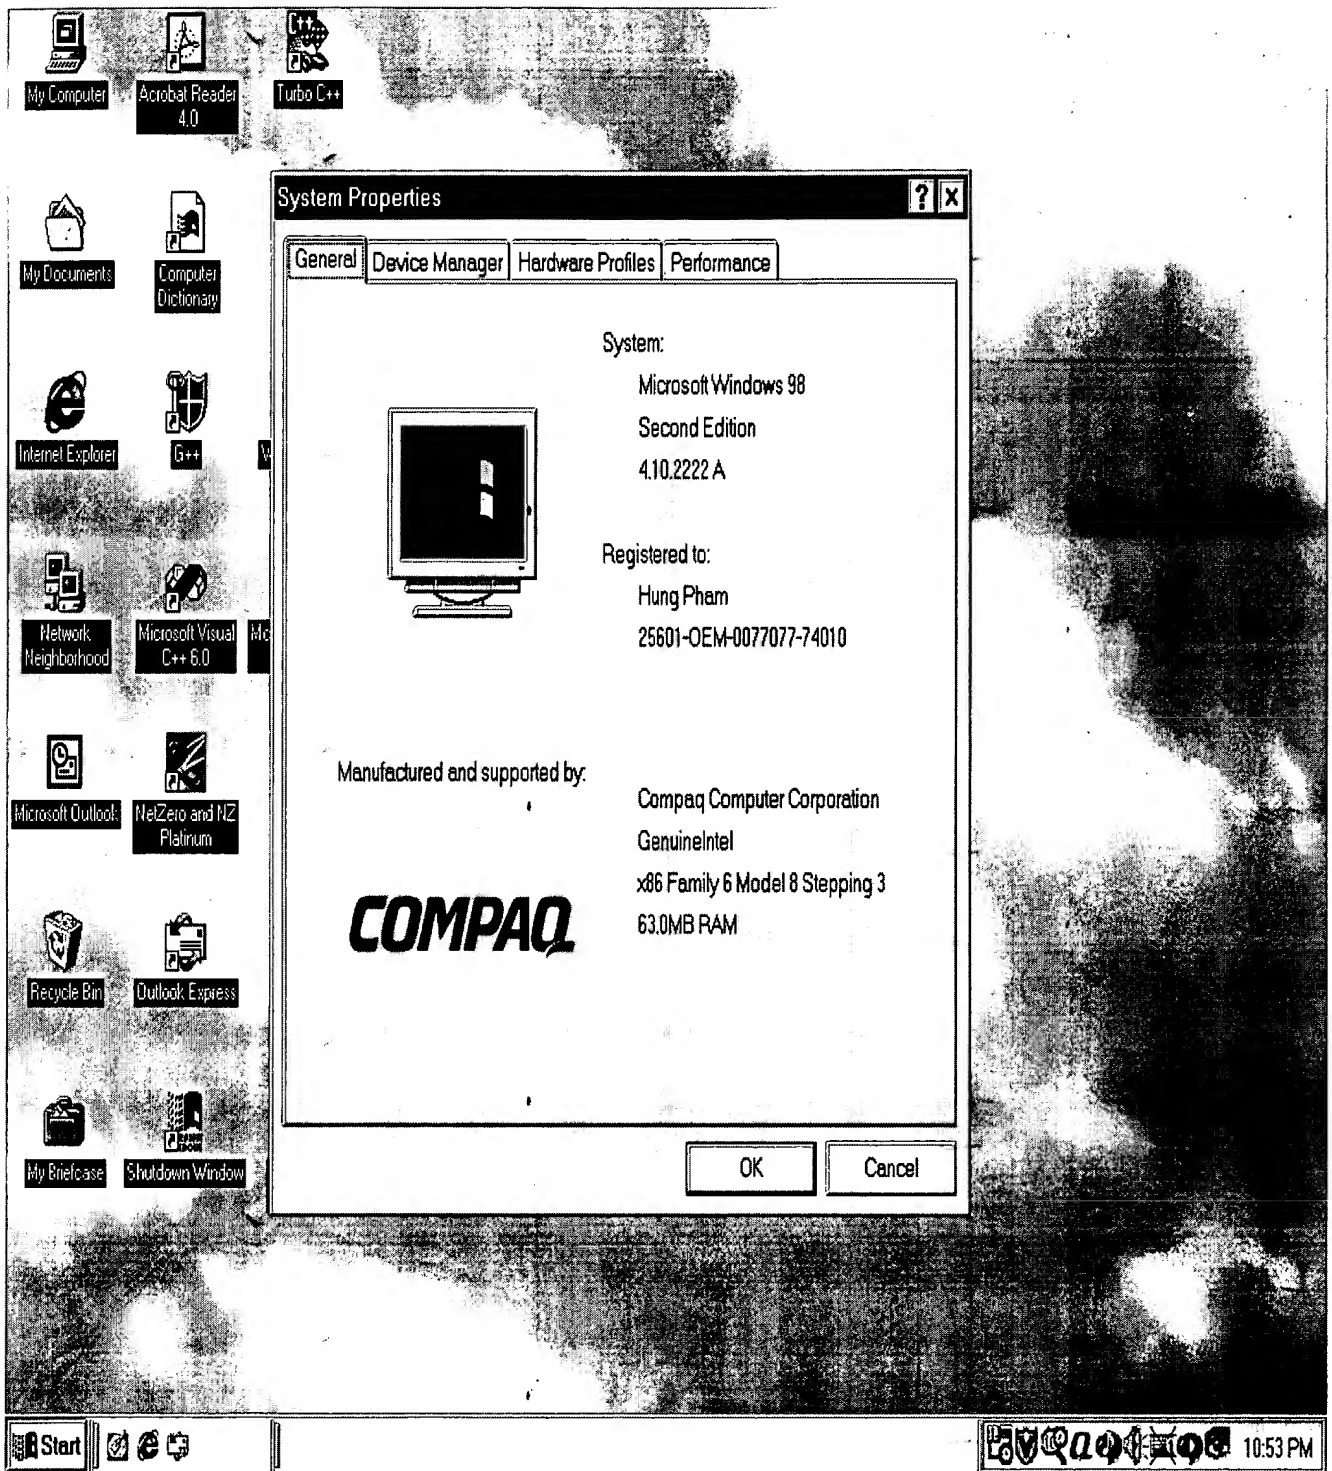 My Computer
Acrobat Reader
4.0
Turbo C++
My Documents
Computer
Dictionary
Internet Explorer
G++
Network
Neighborhood
Microsoft Visual
C++ 6.0
Microsoft Outlook
NetZero and NZ
Platinum
Recycle Bin
Outlook Express
My Briefcase
Shutdown Window
System Properties
General
Device Manager
Hardware Profiles
Performance
System:
Microsoft Windows 98
Second Edition
4.10.2222 A
Registered to:
Hung Pham
25601-OEM-0077077-74010
Manufactured and supported by:
Compaq Computer Corporation
GenuineIntel
x86 Family 6 Model 8 Stepping 3
63.0MB RAM
COMPAQ
OK
Cancel
Start
10:53 PM